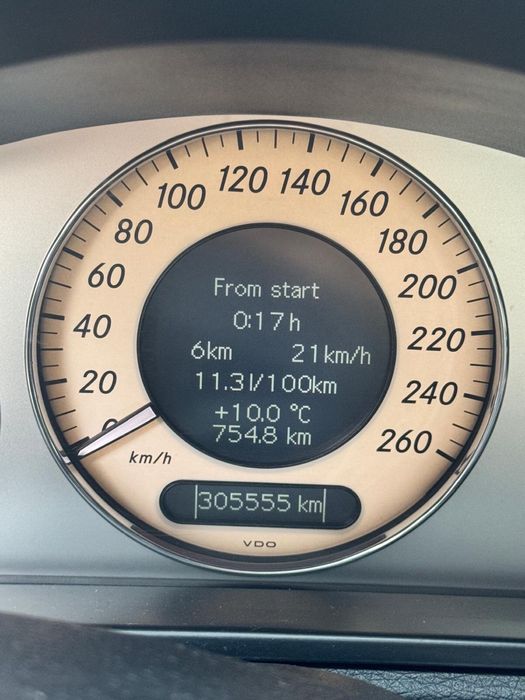 120 140
100 160
80 180
60 200
40 220
20 240
0 260
From start
0:17h
6km 21km/h
11.3l/100km
+10.0 °C
754.8 km
km/h
305555 km
VDO